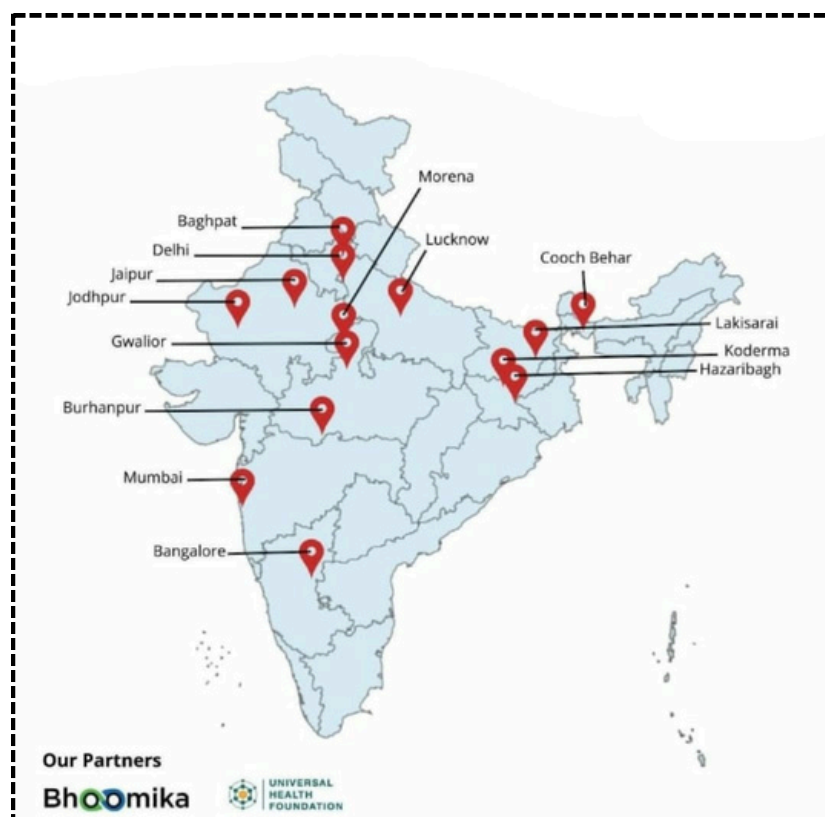 Morena
Baghpat
Lucknow
Delhi
Cooch Behar
Jaipur
Jodhpur
Lakisarai
Gwalior
Koderma
Hazaribagh
Burhanpur
Mumbai
Bangalore
Our Partners
Bhoomika
UNIVERSAL
HEALTH
FOUNDATION